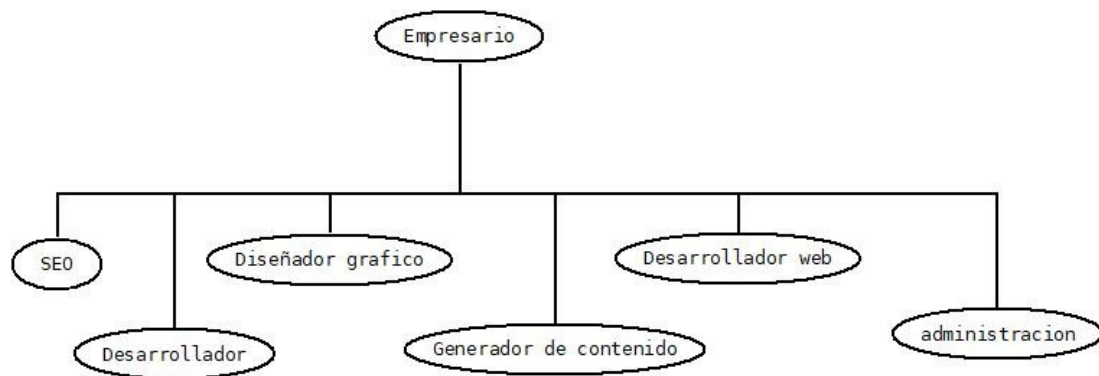 Empresario
SEO
Diseñador grafico
Desarrollador web
Desarrollador
Generador de contenido
administracion